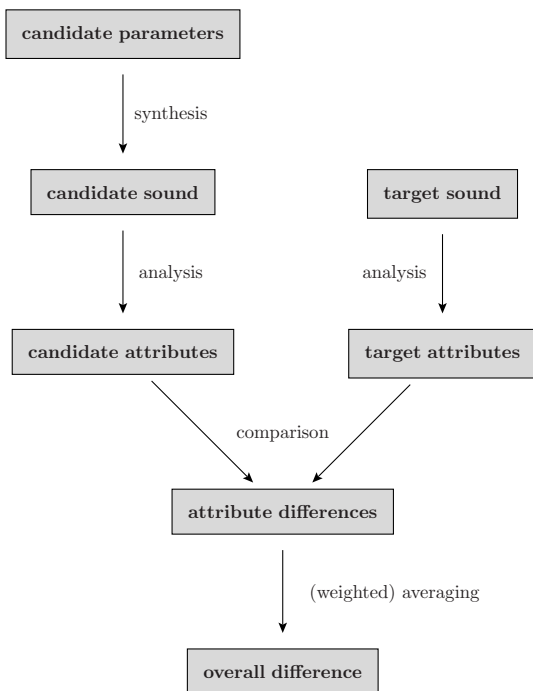 candidate parameters
synthesis
candidate sound
target sound
analysis
analysis
candidate attributes
target attributes
comparison
attribute differences
(weighted) averaging
overall difference